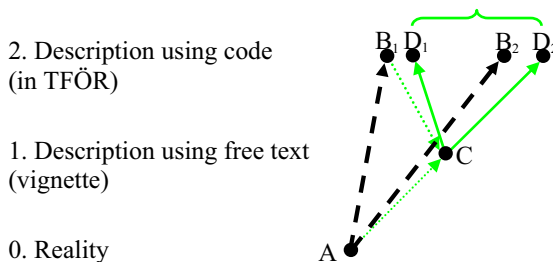 B₁ D₁ B₂ D₂
2. Description using code
(in TFÖR)
1. Description using free text
(vignette)
C
0. Reality
A